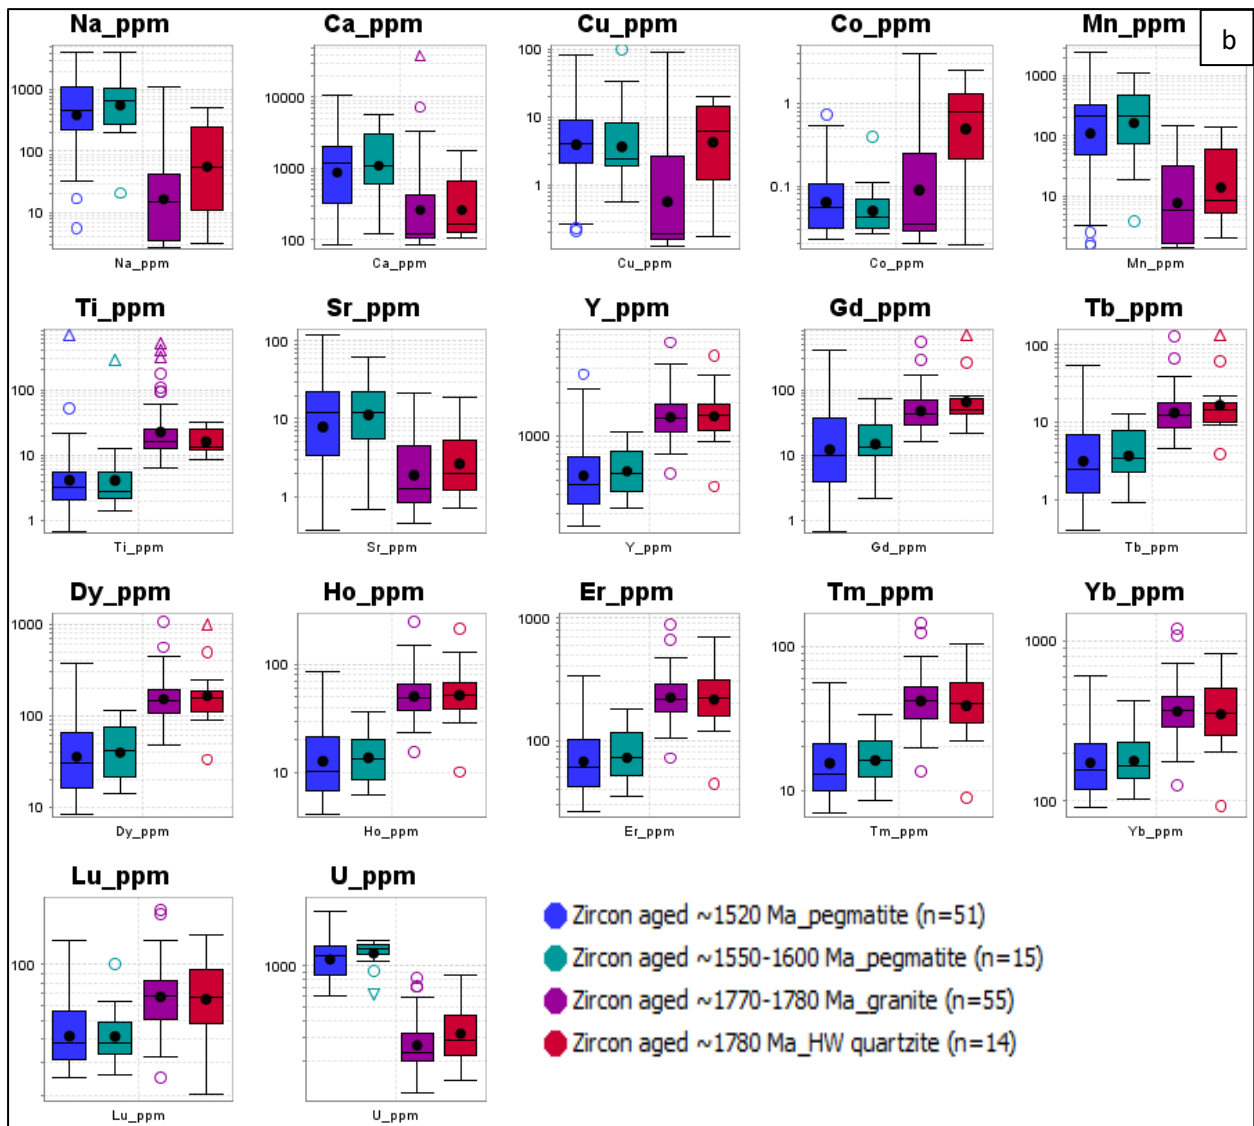 Na_ppm Ca_ppm Cu_ppm Co_ppm Mn_ppm b
1000
100
10
Na_ppm
10000
1000
100
Ca_ppm
100
10
1
Cu_ppm
1
0.1
Co_ppm
1000
100
10
Mn_ppm
Ti_ppm Sr_ppm Y_ppm Gd_ppm Tb_ppm
100
10
1
Ti_ppm
100
10
1
Sr_ppm
1000
Y_ppm
100
10
1
Gd_ppm
100
10
1
Tb_ppm
Dy_ppm Ho_ppm Er_ppm Tm_ppm Yb_ppm
1000
100
10
Dy_ppm
100
10
Ho_ppm
1000
100
Er_ppm
100
10
Tm_ppm
1000
100
Yb_ppm
Lu_ppm U_ppm
100
Lu_ppm
1000
U_ppm
Zircon aged ~1520 Ma_pegmatite (n=51)
Zircon aged ~1550-1600 Ma_pegmatite (n=15)
Zircon aged ~1770-1780 Ma_granite (n=55)
Zircon aged ~1780 Ma_HW quartzite (n=14)